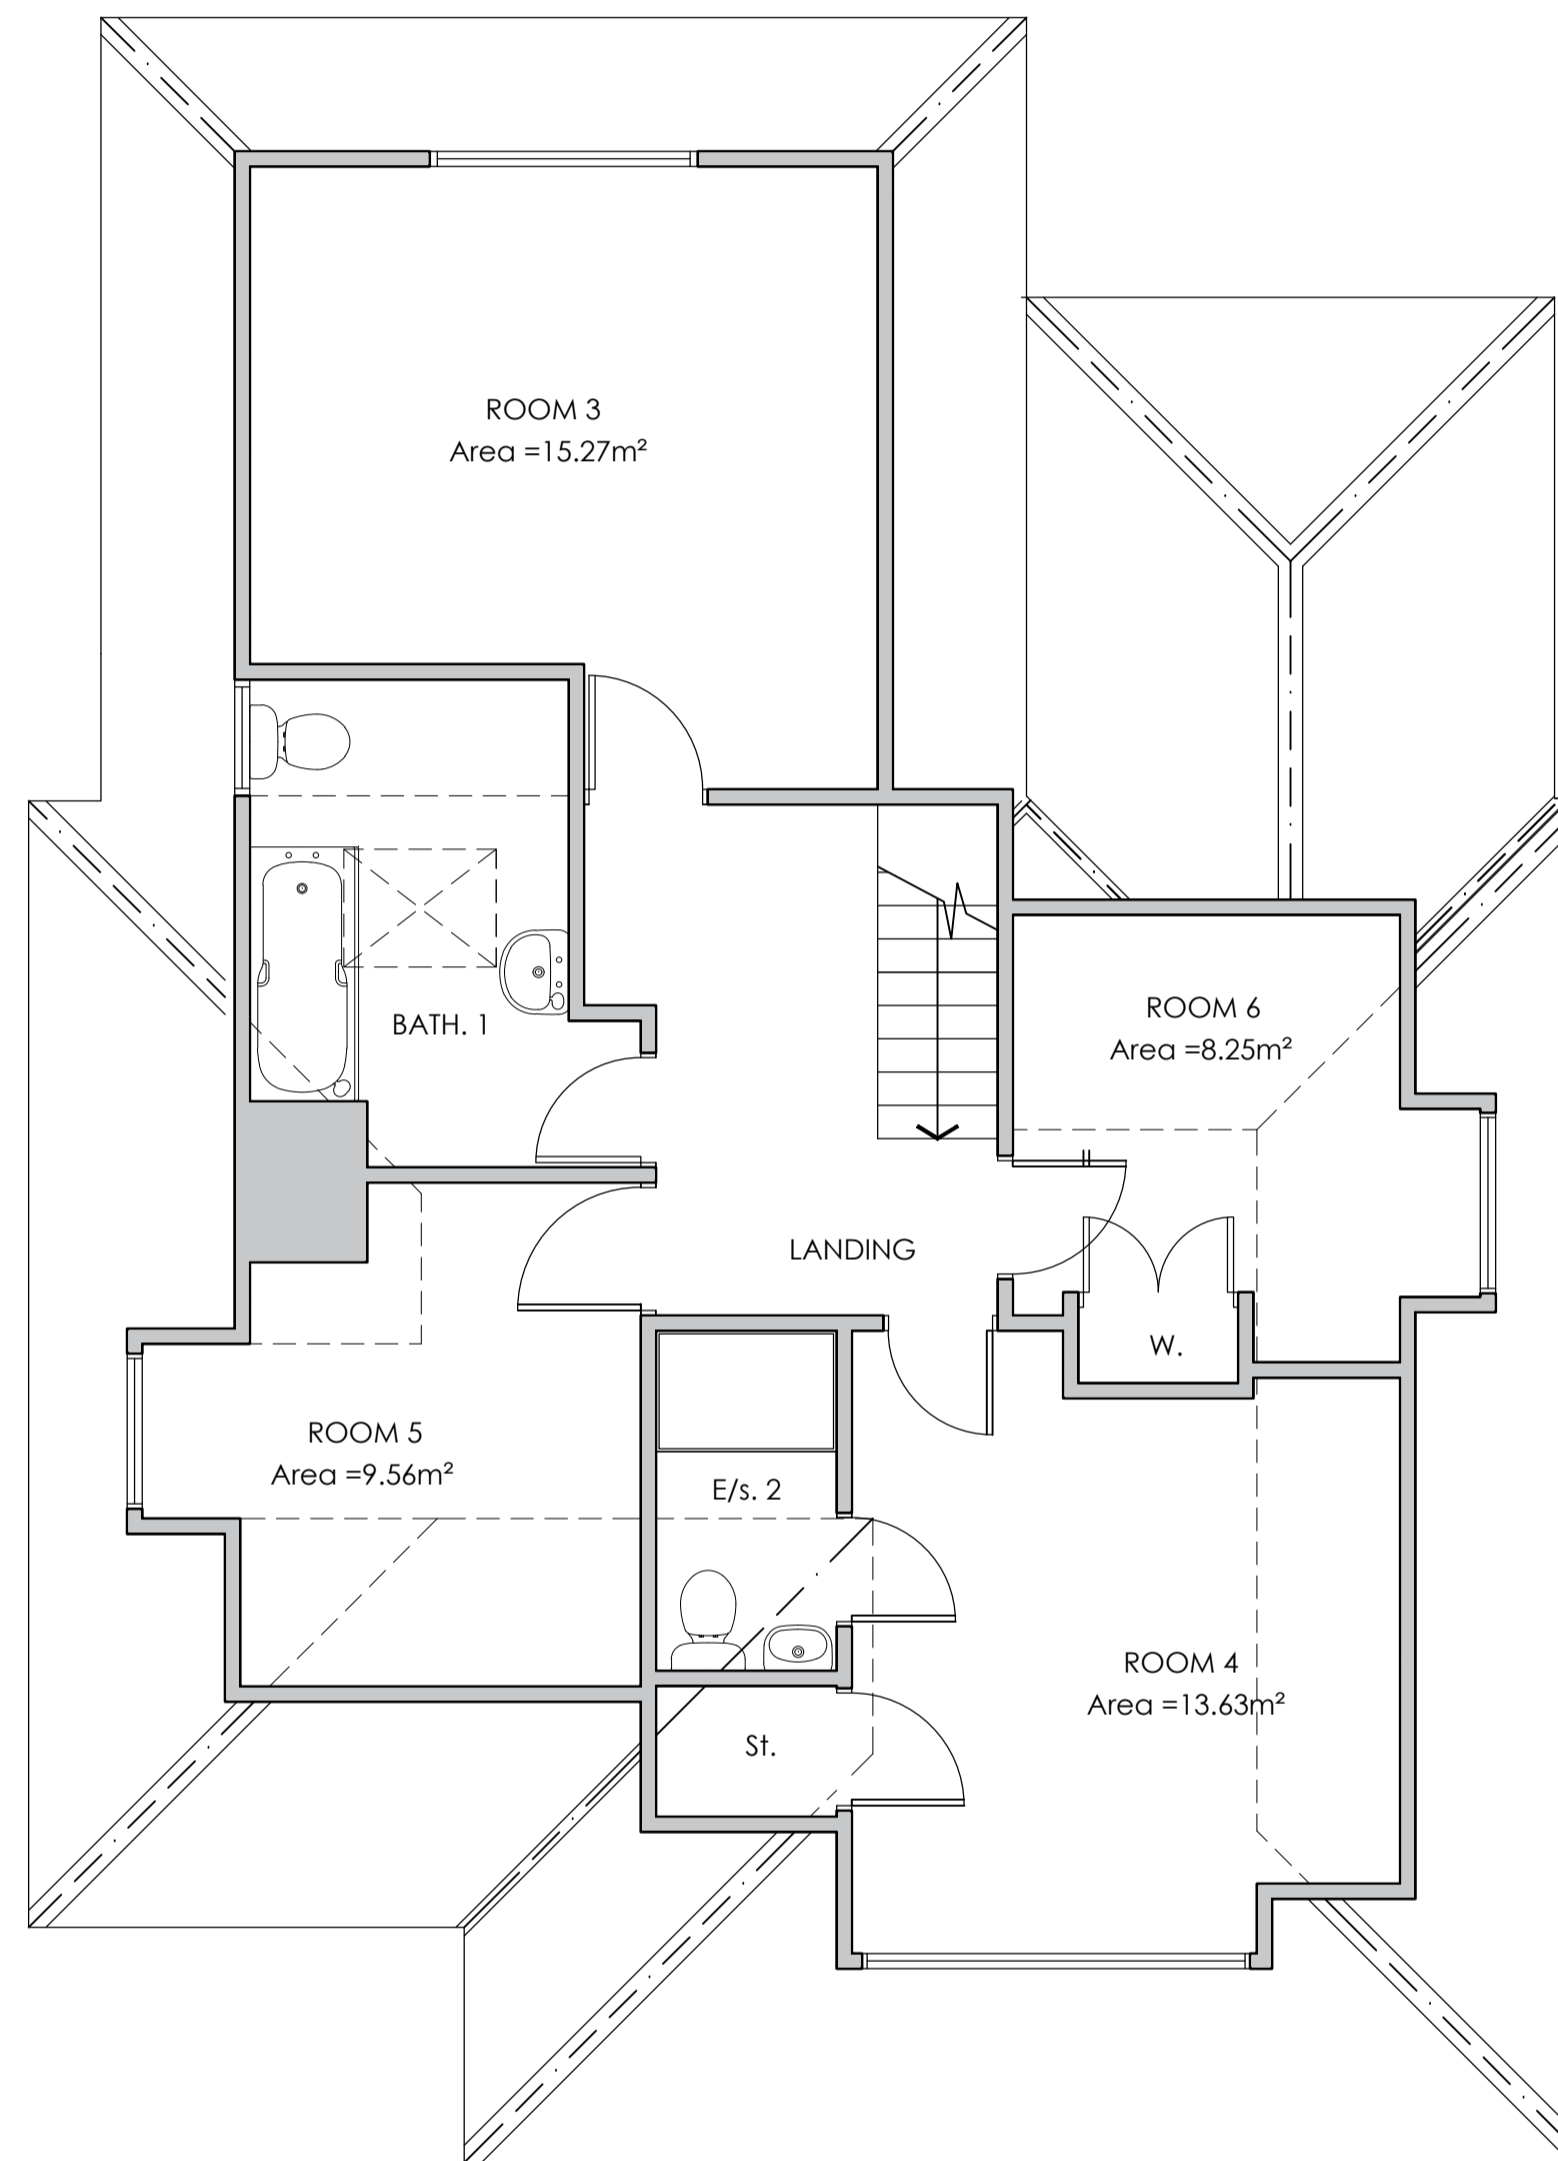 ROOM 3
Area =15.27m²
BATH. 1
ROOM 6
Area =8.25m²
LANDING
W.
ROOM 5
Area =9.56m²
E/s. 2
ROOM 4
Area =13.63m²
St.